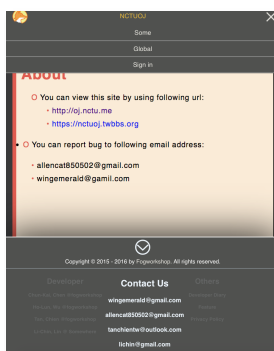 NCTUOJ
Some
Global
Sign in
About
You can view this site by using following url:
http://oj.nctu.me
https://nctuoj.twbbs.org
You can report bug to following email address:
allencat850502@gmail.com
wingemerald@gamil.com
Copyright © 2015 - 2016 by Fogworkshop. All rights reserved.
Developer
Contact Us
Others
wingemerald@gmail.com
allencat850502@gmail.com
tanchientw@outlook.com
lichin@gmail.com